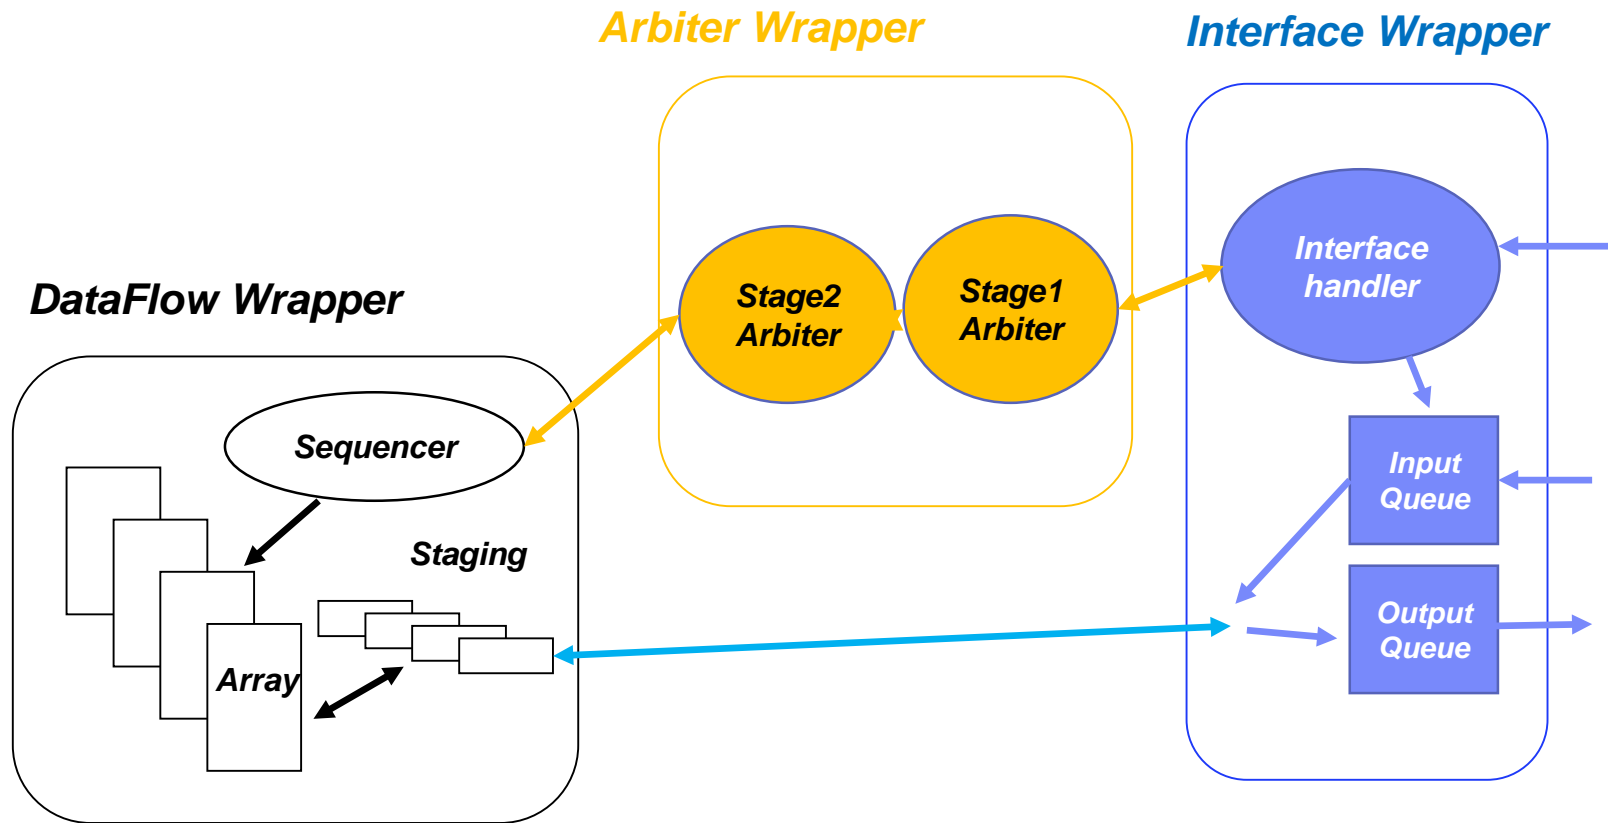 Arbiter Wrapper
Interface Wrapper
DataFlow Wrapper
Stage2
Arbiter
Stage1
Arbiter
Interface
handler
Sequencer
Staging
Array
Input
Queue
Output
Queue